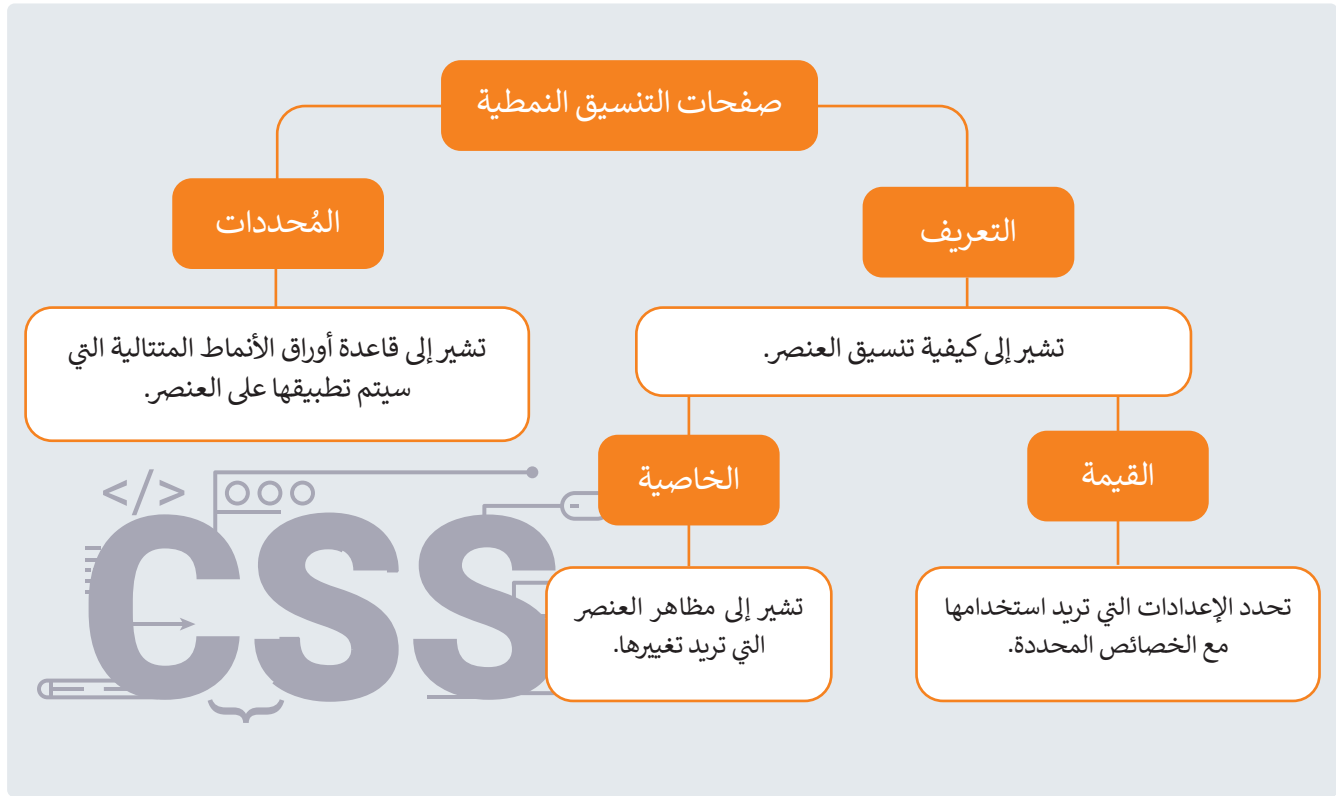 صفحات التنسيق النمطية
التعريف
المُحددات
تشير إلى كيفية تنسيق العنصر.
تشير إلى قاعدة أوراق الأنماط المتتالية التي
سيتم تطبيقها على العنصر.
القيمة
الخاصية
تحدد الإعدادات التي تريد استخدامها
مع الخصائص المحددة.
تشير إلى مظاهر العنصر
التي تريد تغييرها.
</>
CSS